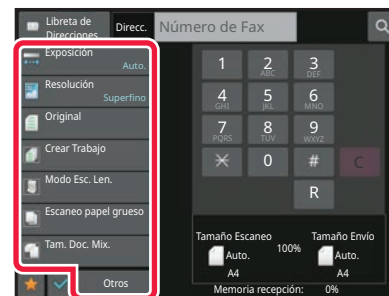 Libreta de
Direcciones
Direcc.
Número de Fax
Exposición
Auto.
Resolución
Superfino
Original
Crear Trabajo
Modo Esc. Len.
Escaneo papel grueso
Tam. Doc. Mix.
Otros
1
2
ABC
3
DEF
4
GHI
5
JKL
6
MNO
7
PQRS
8
TUV
9
WXYZ
0
#
C
R
Tamaño Escaneo
Tamaño Envío
Auto.
100%
Auto.
A4
A4
Memoria recepción: 0%